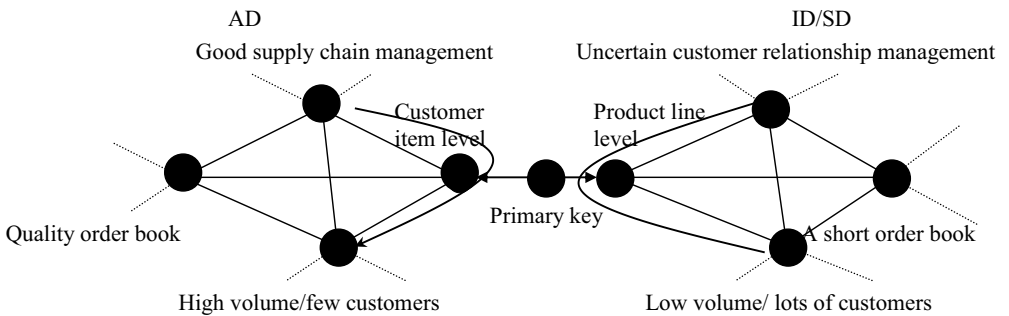 AD
ID/SD
Good supply chain management
Uncertain customer relationship management
Customer
item level
Product line
level
Primary key
Quality order book
A short order book
High volume/few customers
Low volume/ lots of customers